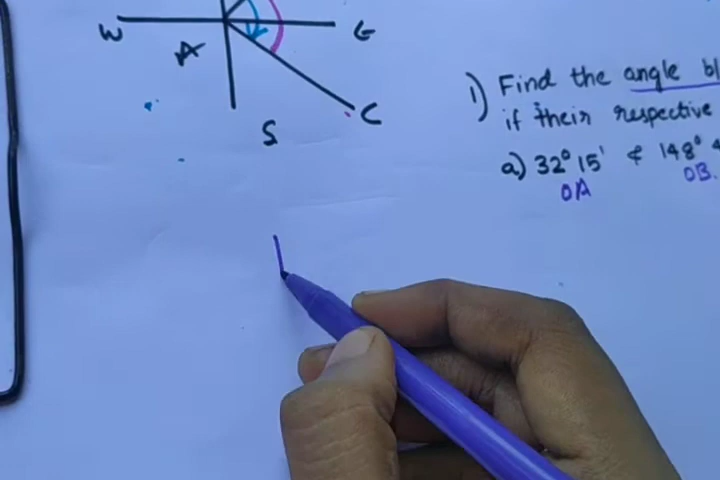 W
E
A
C
S
1) Find the angle
if their respective
a) 32° 15' & 148°
OA OB.